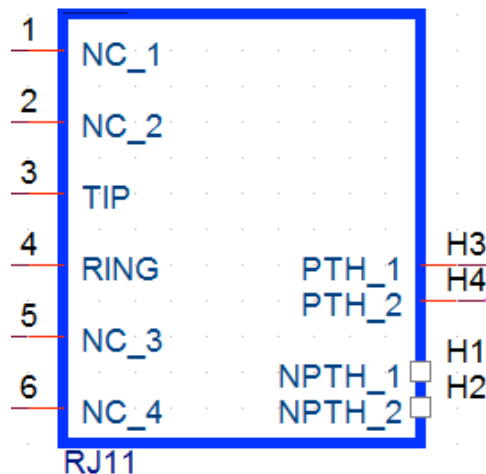 1 NC_1
2 NC_2
3 TIP
4 RING
5 NC_3
6 NC_4
PTH_1 H3
PTH_2 H4
NPTH_1 H1
NPTH_2 H2
RJ11